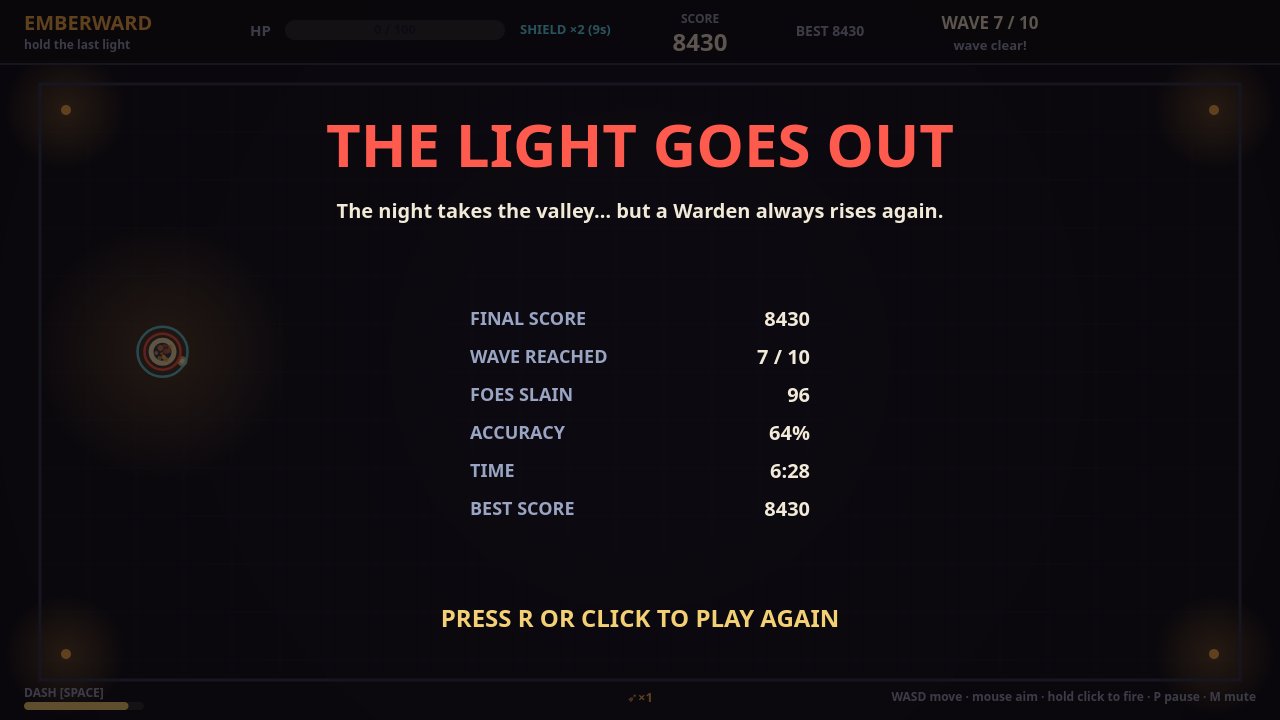 EMBERWARD
hold the last light
HP
0 / 100
SHIELD ×2 (9s)
SCORE
8430
BEST 8430
WAVE 7 / 10
wave clear!
THE LIGHT GOES OUT
The night takes the valley... but a Warden always rises again.
FINAL SCORE 8430
WAVE REACHED 7 / 10
FOES SLAIN 96
ACCURACY 64%
TIME 6:28
BEST SCORE 8430
PRESS R OR CLICK TO PLAY AGAIN
DASH [SPACE]
×1
WASD move · mouse aim · hold click to fire · P pause · M mute